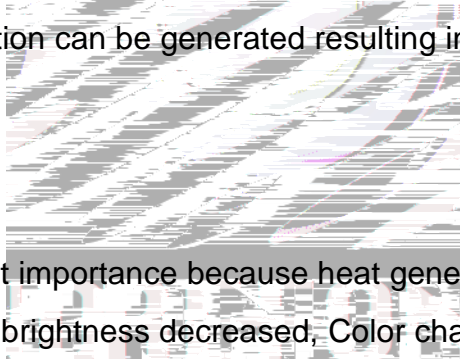 tion can be generated resulting in
t importance because heat gene
brightness decreased, Color cha